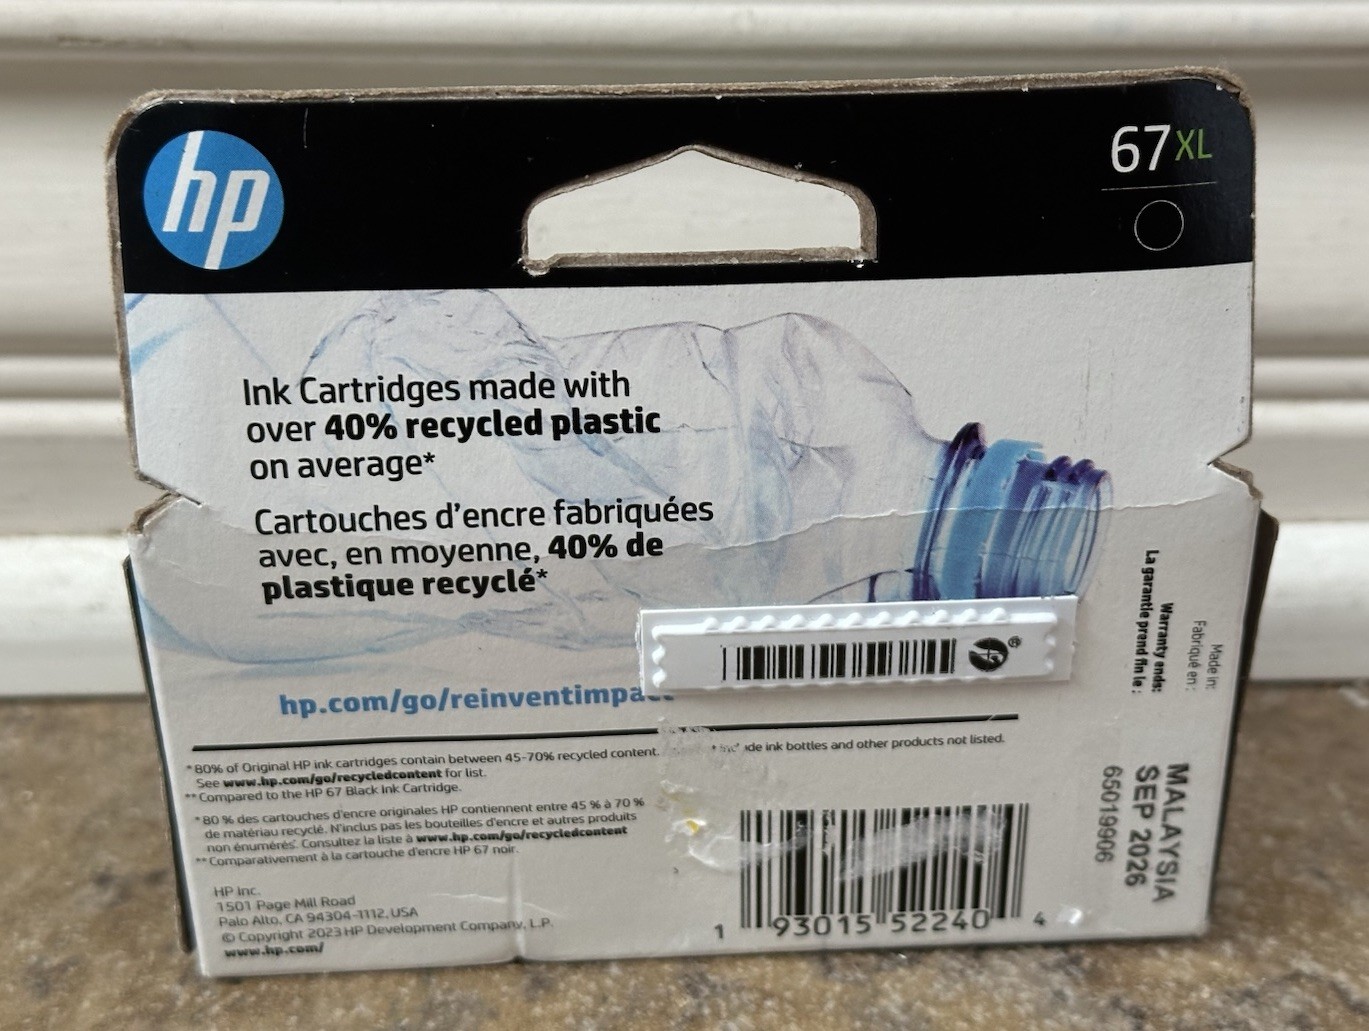 hp
67XL
Ink Cartridges made with
over 40% recycled plastic
on average*
Cartouches d'encre fabriquées
avec, en moyenne, 40% de
plastique recyclé*
hp.com/go/reinventimpact
*80% of Original HP ink cartridges contain between 45-70% recycled content. ide ink bottles and other products not listed.
See www.hp.com/go/recycledcontent for list.
**Compared to the HP 67 Black Ink Cartridge.
*80 % des cartouches d'encre originales HP contiennent entre 45 % à 70 %
de matériau recyclé. N'inclus pas les bouteilles d'encre et autres produits
non énumérés. Consultez la liste à www.hp.com/go/recycledcontent
**Comparativement à la cartouche d'encre HP 67 noir.
HP Inc.
1501 Page Mill Road
Palo Alto, CA 94304-1112, USA
© Copyright 2023 HP Development Company, L.P.
www.hp.com/
1 93015 52240 4
Made in:
Fabriqué en:
Warranty ends:
La garantie prend fin le:
MALAYSIA
SEP 2026
65019906